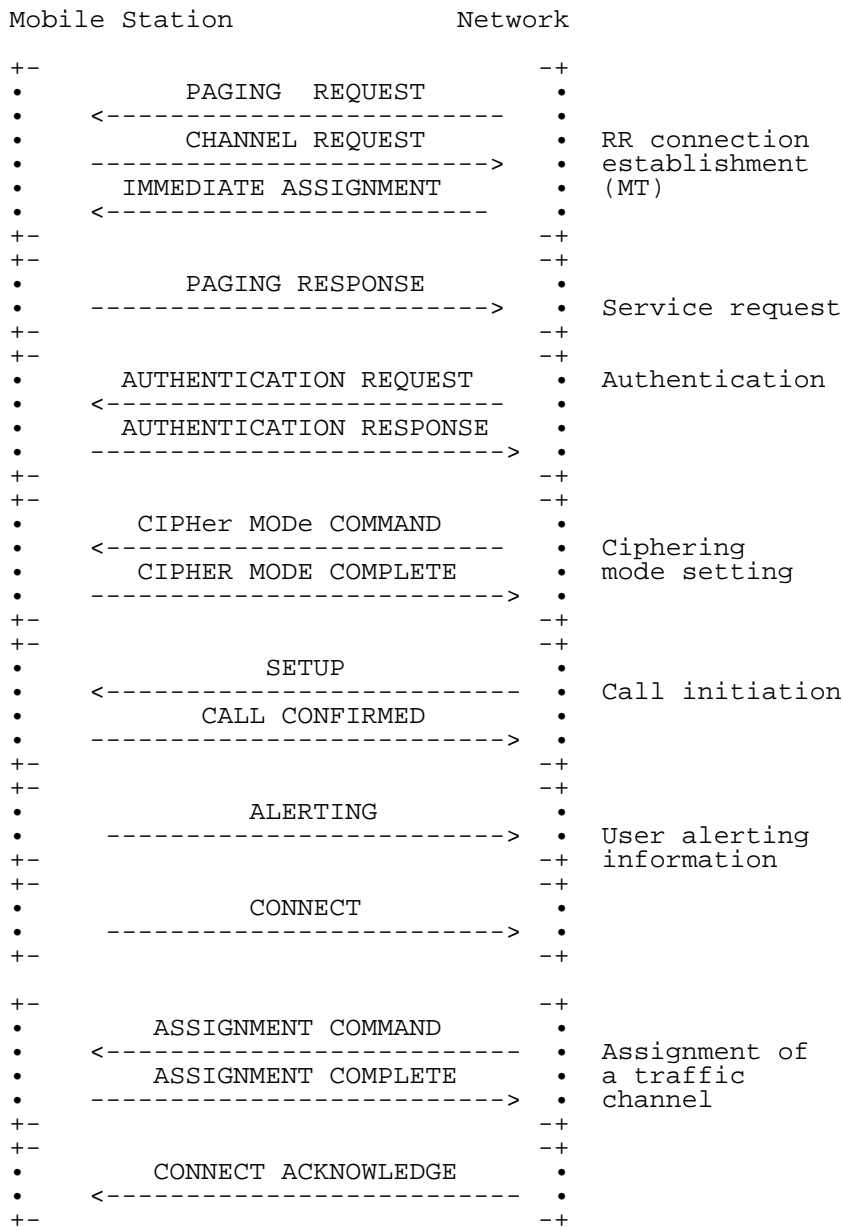 Mobile Station Network
+- -+
• PAGING  REQUEST •
• <-------------------------- •
• CHANNEL REQUEST • RR connection
• -------------------------> • establishment
• IMMEDIATE ASSIGNMENT • (MT)
• <------------------------ •
+- -+
+- -+
• PAGING RESPONSE •
• -------------------------> • Service request
+- -+
+- -+
• AUTHENTICATION REQUEST • Authentication
• <------------------------- •
• AUTHENTICATION RESPONSE •
• --------------------------> •
+- -+
+- -+
• CIPHer MODe COMMAND •
• <------------------------- • Ciphering
• CIPHER MODE COMPLETE • mode setting
• --------------------------> •
+- -+
+- -+
• SETUP •
• <-------------------------- • Call initiation
• CALL CONFIRMED •
• --------------------------> •
+- -+
+- -+
• ALERTING •
• -------------------------> • User alerting
+- -+ information
+- -+
• CONNECT •
• -------------------------> •
+- -+
+- -+
• ASSIGNMENT COMMAND •
• <-------------------------- • Assignment of
• ASSIGNMENT COMPLETE • a traffic
• --------------------------> • channel
+- -+
+- -+
• CONNECT ACKNOWLEDGE •
• <-------------------------- •
+- -+